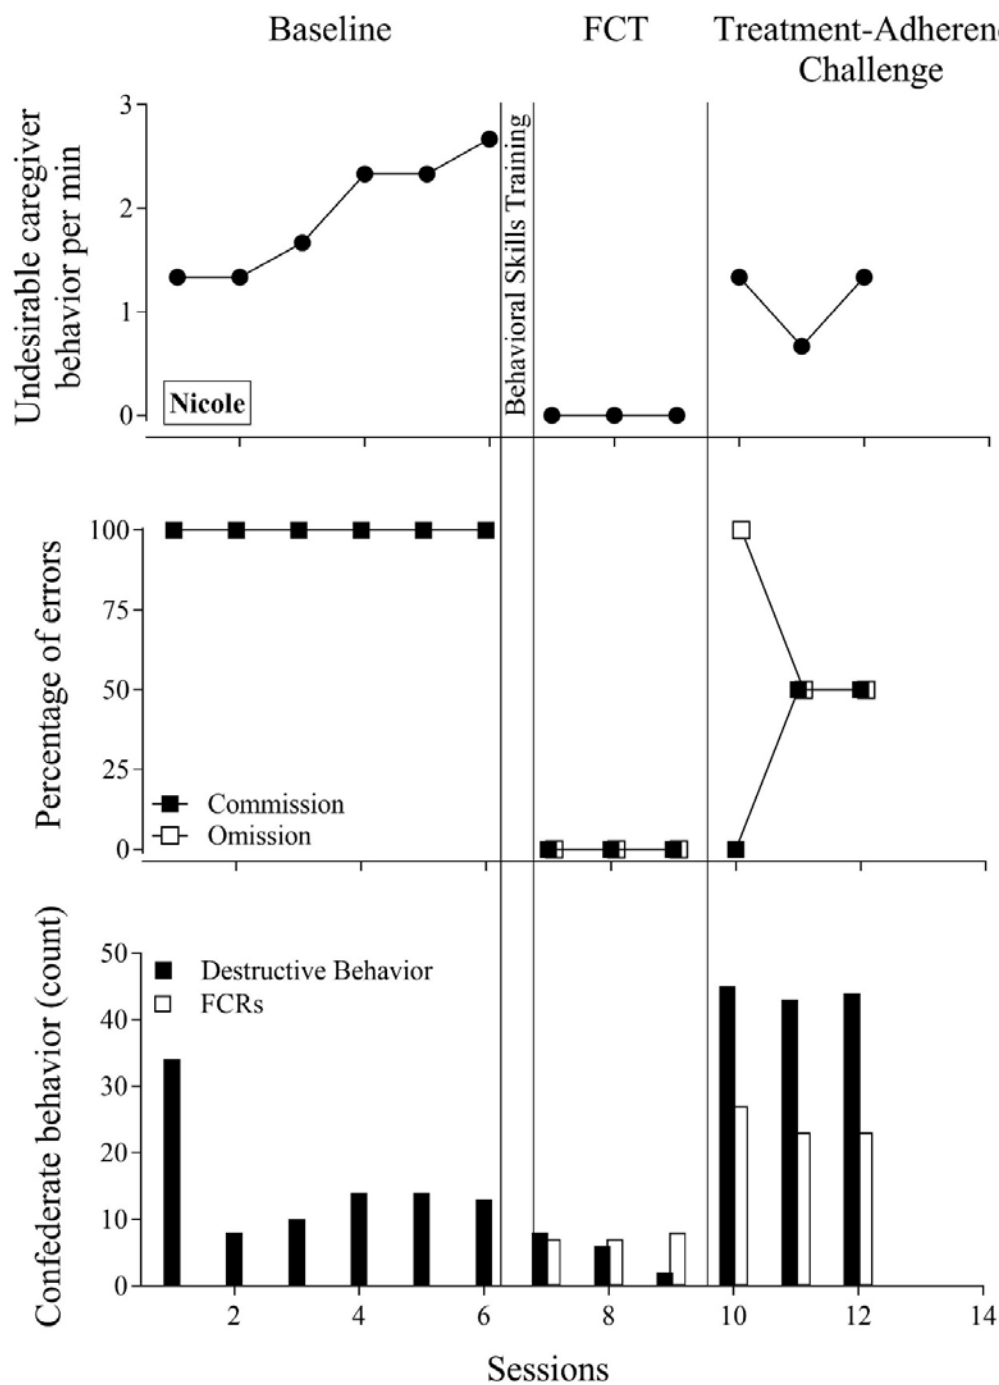 Baseline
FCT
Treatment-Adheren
Challenge
Undesirable caregiver
behavior per min
3
2
1
0
Nicole
Behavioral Skills Training
Percentage of errors
100
75
50
25
0
Commission
Omission
Confederate behavior (count)
50
40
30
20
10
0
Destructive Behavior
FCRs
2 4 6 8 10 12 14
Sessions